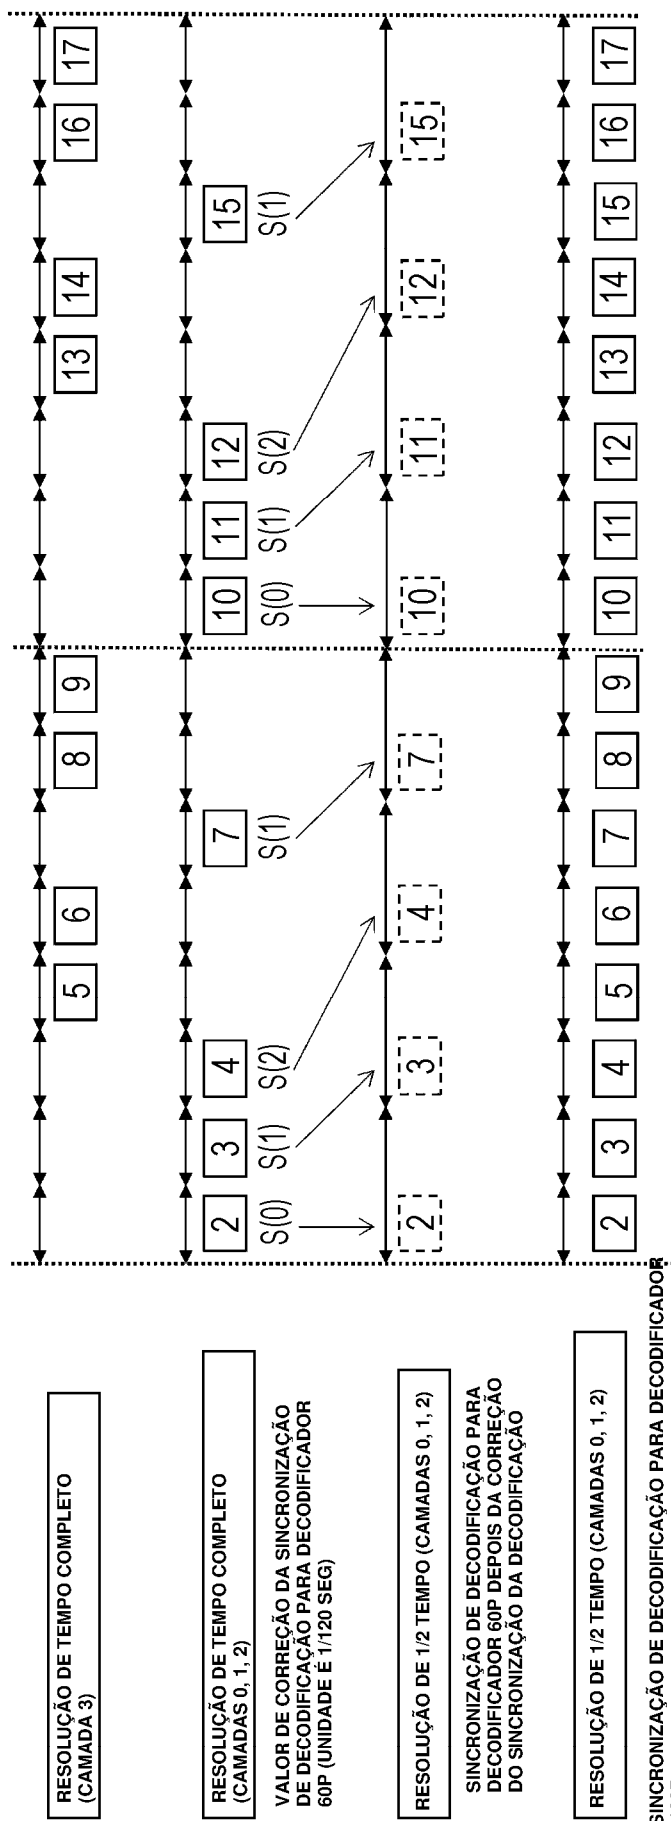 RESOLUÇÃO DE TEMPO COMPLETO
(CAMADA 3)
5 6 8 9 13 14 16 17
RESOLUÇÃO DE TEMPO COMPLETO
(CAMADAS 0, 1, 2)
2 3 4 7 10 11 12 15
VALOR DE CORREÇÃO DA SINCRONIZAÇÃO
DE DECODIFICAÇÃO PARA DECODIFICADOR
60P (UNIDADE É 1/120 SEG)
S(0) S(1) S(2) S(1) S(0) S(1) S(2) S(1)
RESOLUÇÃO DE 1/2 TEMPO (CAMADAS 0, 1, 2)
2 3 4 7 10 11 12 15
SINCRONIZAÇÃO DE DECODIFICAÇÃO PARA
DECODIFICADOR 60P DEPOIS DA CORREÇÃO
DO SINCRONIZAÇÃO DA DECODIFICAÇÃO
RESOLUÇÃO DE 1/2 TEMPO (CAMADAS 0, 1, 2)
2 3 4 5 6 7 8 9 10 11 12 13 14 15 16 17
SINCRONIZAÇÃO DE DECODIFICAÇÃO PARA DECODIFICADOR